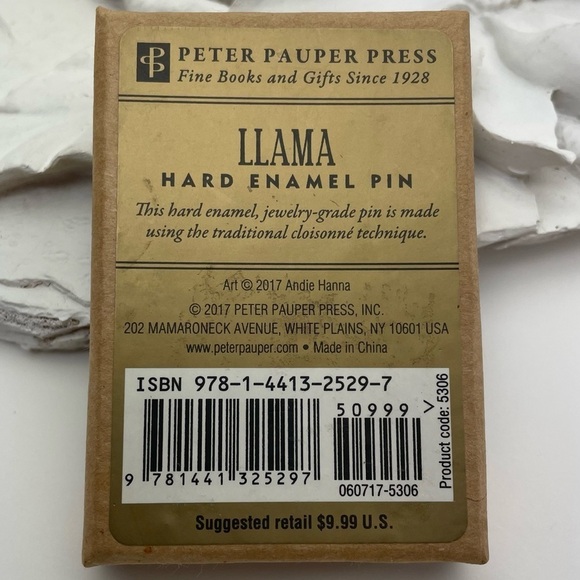 PETER PAUPER PRESS
Fine Books and Gifts Since 1928
LLAMA
HARD ENAMEL PIN
This hard enamel, jewelry-grade pin is made
using the traditional cloisonné technique.
Art © 2017 Andie Hanna
© 2017 PETER PAUPER PRESS, INC.
202 MAMARONECK AVENUE, WHITE PLAINS, NY 10601 USA
www.peterpauper.com • Made in China
ISBN 978-1-4413-2529-7
50999 >
9 781441 325297
060717-5306
Product code: 5306
Suggested retail $9.99 U.S.